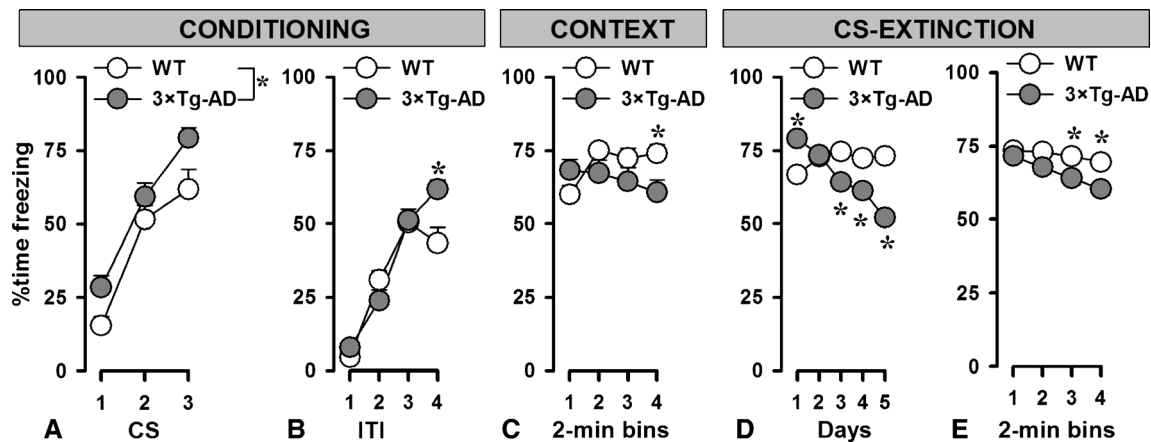 CONDITIONING
CONTEXT
CS-EXTINCTION
%time freezing
100
75
50
25
0
WT
3×Tg-AD
*
1 2 3
A CS
100
75
50
25
0
WT
3×Tg-AD
*
1 2 3 4
B ITI
100
75
50
25
0
WT
3×Tg-AD
*
1 2 3 4
C 2-min bins
100
75
50
25
0
WT
3×Tg-AD
*
* * *
1 2 3 4 5
D Days
100
75
50
25
0
WT
3×Tg-AD
* *
1 2 3 4
E 2-min bins